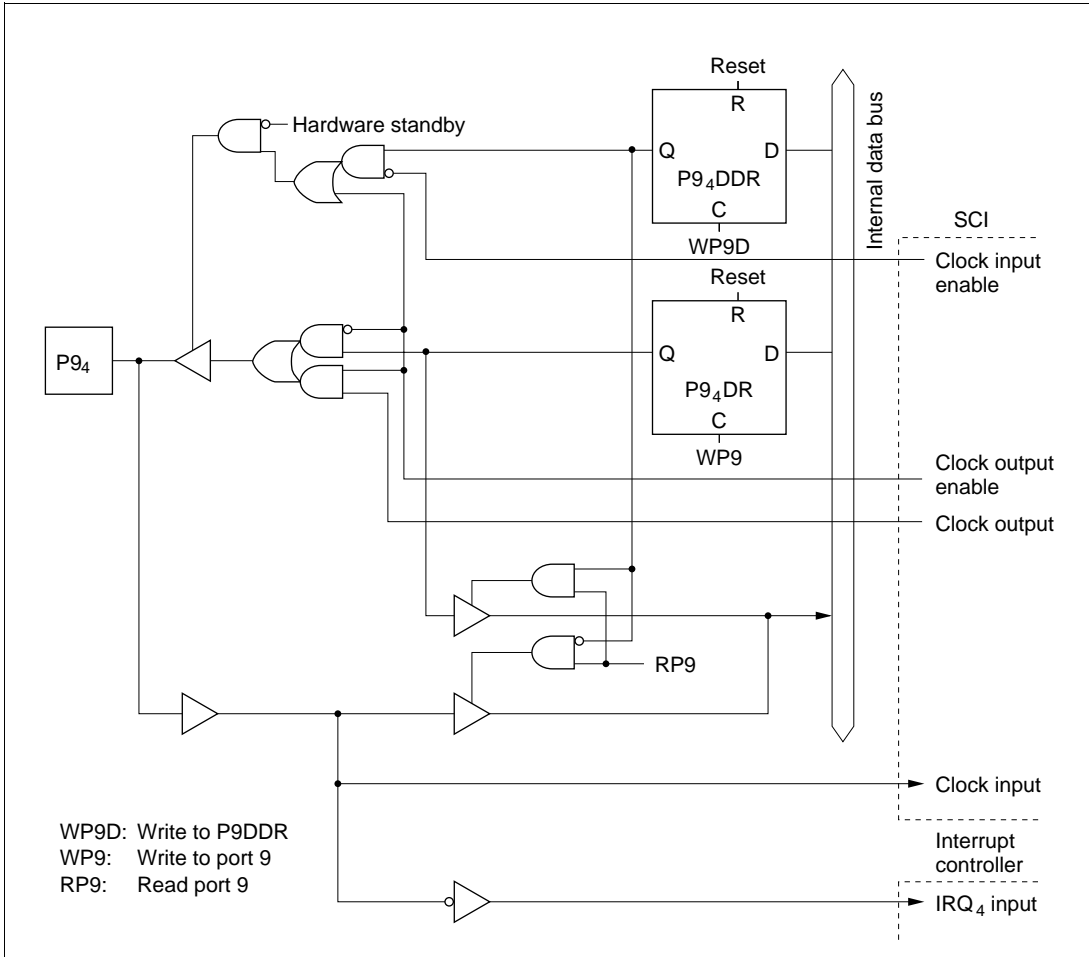 Reset
R
Hardware standby
Q
D
P9₄DDR
C
WP9D
Internal data bus
SCI
Clock input
enable
Reset
R
P9₄
Q
D
P9₄DR
C
WP9
Clock output
enable
Clock output
RP9
Clock input
WP9D: Write to P9DDR
WP9: Write to port 9
RP9: Read port 9
Interrupt
controller
IRQ₄ input